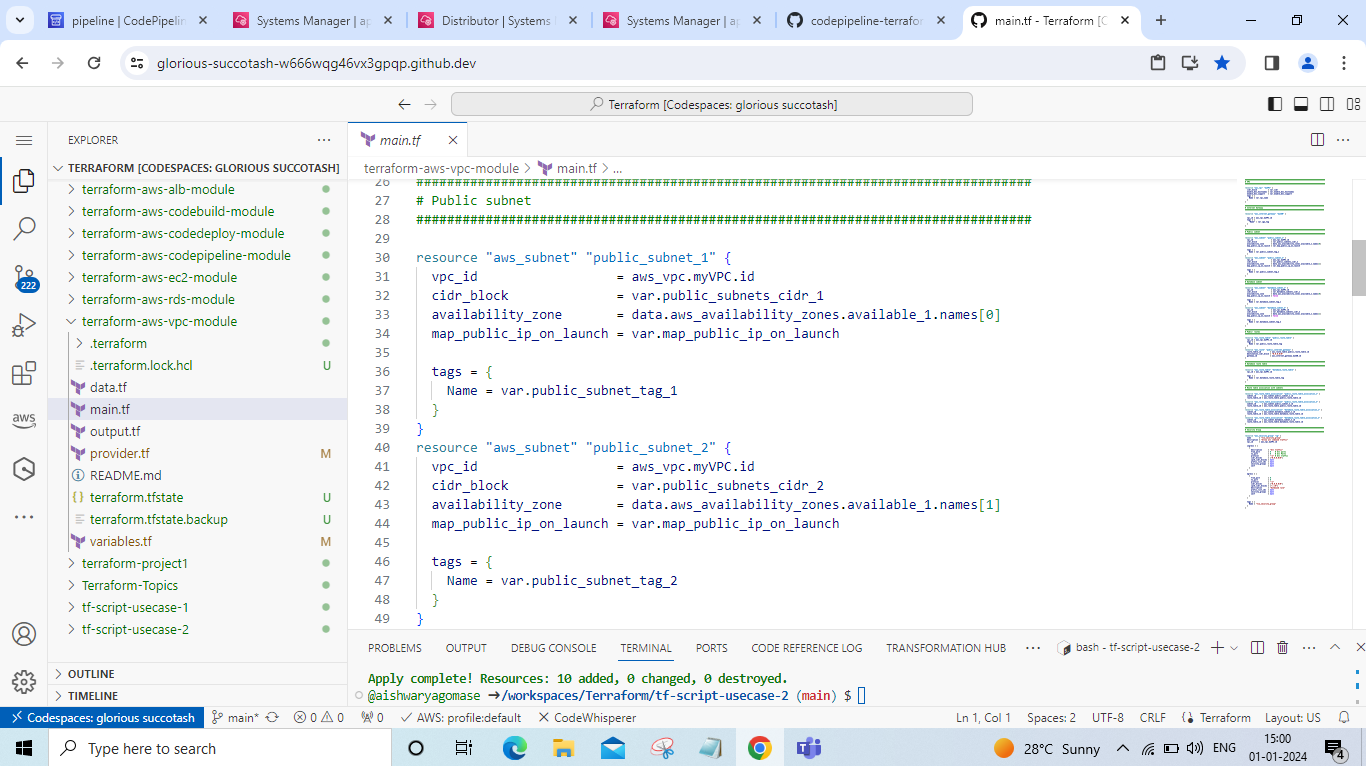 pipeline | CodePipelin
Systems Manager | ap
Distributor | Systems
Systems Manager | ap
codepipeline-terrafor
main.tf - Terraform [C
glorious-succotash-w666wqg46vx3gpqp.github.dev
Terraform [Codespaces: glorious succotash]
EXPLORER
TERRAFORM [CODESPACES: GLORIOUS SUCCOTASH]
terraform-aws-alb-module
terraform-aws-codebuild-module
terraform-aws-codedeploy-module
terraform-aws-codepipeline-module
terraform-aws-ec2-module
terraform-aws-rds-module
terraform-aws-vpc-module
.terraform
.terraform.lock.hcl U
data.tf
main.tf
output.tf
provider.tf M
README.md
terraform.tfstate U
terraform.tfstate.backup U
variables.tf M
terraform-project1
Terraform-Topics
tf-script-usecase-1
tf-script-usecase-2
OUTLINE
TIMELINE
222
aws
main.tf
terraform-aws-vpc-module > main.tf > ...
26 ################################################################################
27 # Public subnet
28 ################################################################################
29
30 resource "aws_subnet" "public_subnet_1" {
31 vpc_id = aws_vpc.myVPC.id
32 cidr_block = var.public_subnets_cidr_1
33 availability_zone = data.aws_availability_zones.available_1.names[0]
34 map_public_ip_on_launch = var.map_public_ip_on_launch
35
36 tags = {
37 Name = var.public_subnet_tag_1
38 }
39 }
40 resource "aws_subnet" "public_subnet_2" {
41 vpc_id = aws_vpc.myVPC.id
42 cidr_block = var.public_subnets_cidr_2
43 availability_zone = data.aws_availability_zones.available_1.names[1]
44 map_public_ip_on_launch = var.map_public_ip_on_launch
45
46 tags = {
47 Name = var.public_subnet_tag_2
48 }
49 }
PROBLEMS OUTPUT DEBUG CONSOLE TERMINAL PORTS CODE REFERENCE LOG TRANSFORMATION HUB ... bash - tf-script-usecase-2
Apply complete! Resources: 10 added, 0 changed, 0 destroyed.
@aishwaryagomase ➜/workspaces/Terraform/tf-script-usecase-2 (main) $
Codespaces: glorious succotash main* 0 0 0 AWS: profile:default CodeWhisperer Ln 1, Col 1 Spaces: 2 UTF-8 CRLF Terraform Layout: US
Type here to search
28°C Sunny
ENG
15:00
01-01-2024
4